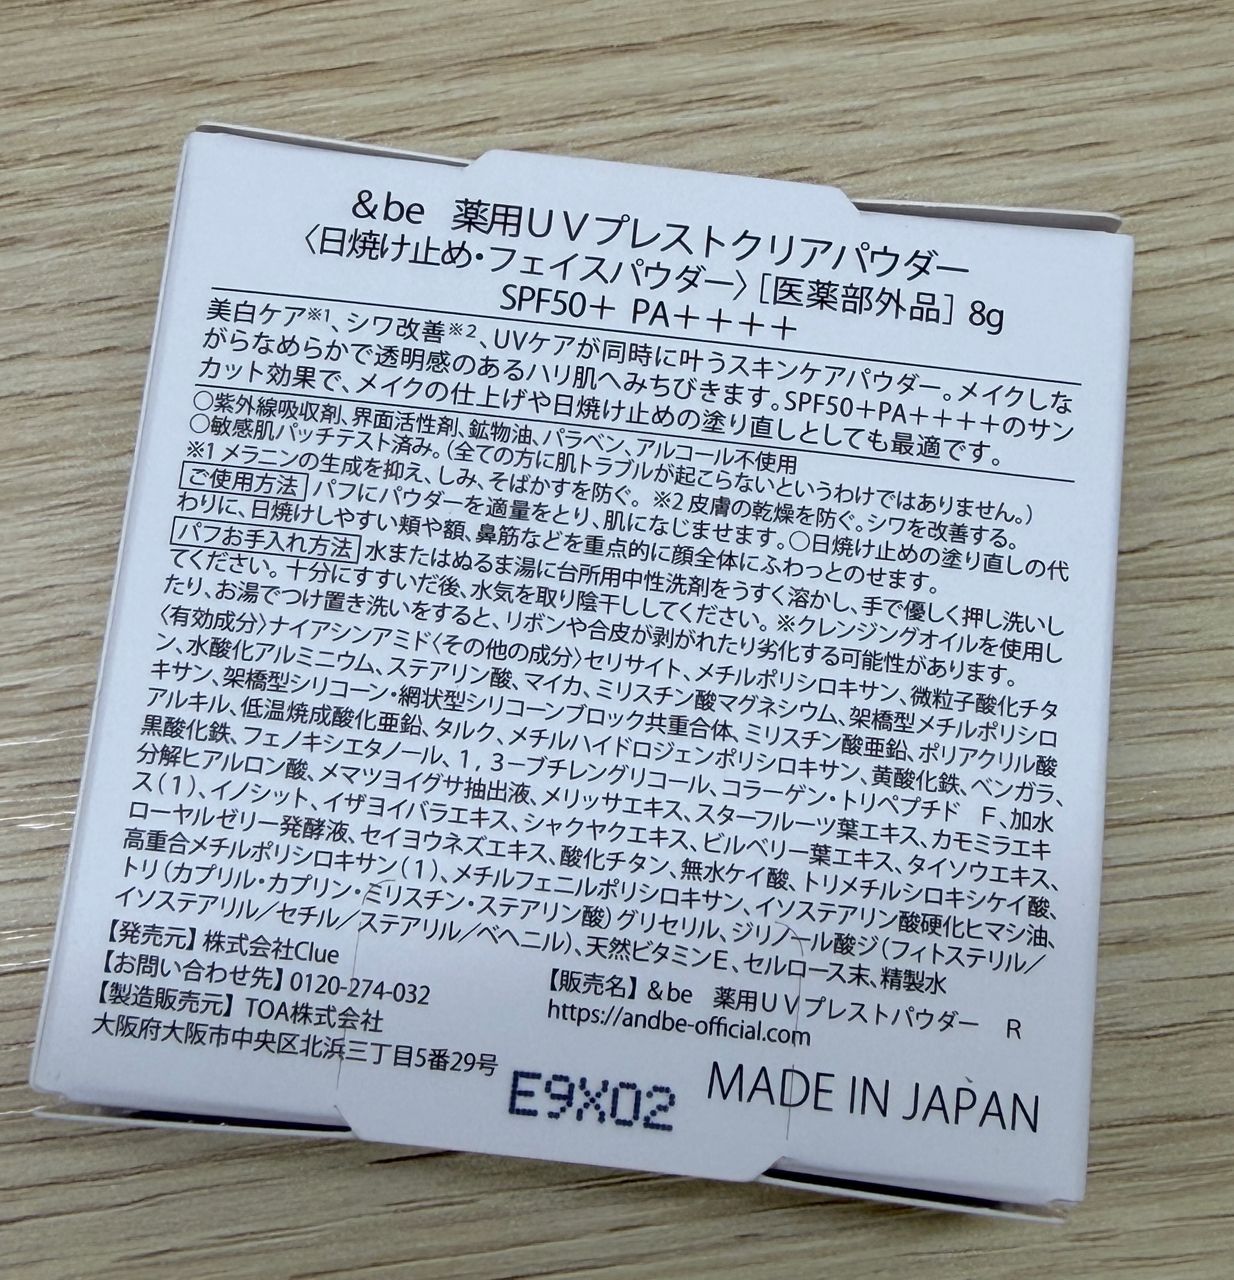 &be 薬用UVプレストクリアパウダー
〈日焼け止め・フェイスパウダー〉[医薬部外品] 8g
SPF50+ PA++++
美白ケア※1、シワ改善※2、UVケアが同時に叶うスキンケアパウダー。メイクしな
がらなめらかで透明感のあるハリ肌へみちびきます。SPF50+PA++++のサン
カット効果で、メイクの仕上げや日焼け止めの塗り直しとしても最適です。
○紫外線吸収剤、界面活性剤、鉱物油、パラベン、アルコール不使用
○敏感肌パッチテスト済み。(全ての方に肌トラブルが起こらないというわけではありません。)
※1 メラニンの生成を抑え、しみ、そばかすを防ぐ。 ※2 皮膚の乾燥を防ぐ。シワを改善する。
ご使用方法 パフにパウダーを適量をとり、肌になじませます。○日焼け止めの塗り直しの代
わりに、日焼けしやすい頬や額、鼻筋などを重点的に顔全体にふわっとのせます。
パフお手入れ方法 水またはぬるま湯に台所用中性洗剤をうすく溶かし、手で優しく押し洗いし
てください。十分にすすいだ後、水気を取り陰干ししてください。※クレンジングオイルを使用し
たり、お湯でつけ置き洗いをすると、リボンや合皮が剥がれたり劣化する可能性があります。
〈有効成分〉ナイアシンアミド〈その他の成分〉セリサイト、メチルポリシロキサン、微粒子酸化チタ
ン、水酸化アルミニウム、ステアリン酸、マイカ、ミリスチン酸マグネシウム、架橋型メチルポリシロ
キサン、架橋型シリコーン・網状型シリコーンブロック共重合体、ミリスチン酸亜鉛、ポリアクリル酸
アルキル、低温焼成酸化亜鉛、タルク、メチルハイドロジェンポリシロキサン、黄酸化鉄、ベンガラ、
黒酸化鉄、フェノキシエタノール、1,3-ブチレングリコール、コラーゲン・トリペプチド F、加水
分解ヒアルロン酸、メマツヨイグサ抽出液、メリッサエキス、スターフルーツ葉エキス、カモミラエキ
ス(1)、イノシット、イザヨイバラエキス、シャクヤクエキス、ビルベリー葉エキス、タイソウエキス、
ローヤルゼリー発酵液、セイヨウネズエキス、酸化チタン、無水ケイ酸、トリメチルシロキシケイ酸、
高重合メチルポリシロキサン(1)、メチルフェニルポリシロキサン、イソステアリン酸硬化ヒマシ油、
トリ(カプリル・カプリン・ミリスチン・ステアリン酸)グリセリル、ジリノール酸ジ(フィトステリル/
イソステアリル/セチル/ステアリル/ベヘニル)、天然ビタミンE、セルロース末、精製水
【発売元】株式会社Clue
【お問い合わせ先】0120-274-032
【製造販売元】TOA株式会社
大阪府大阪市中央区北浜三丁目5番29号
【販売名】&be 薬用UVプレストパウダー R
https://andbe-official.com
E9X02
MADE IN JAPAN